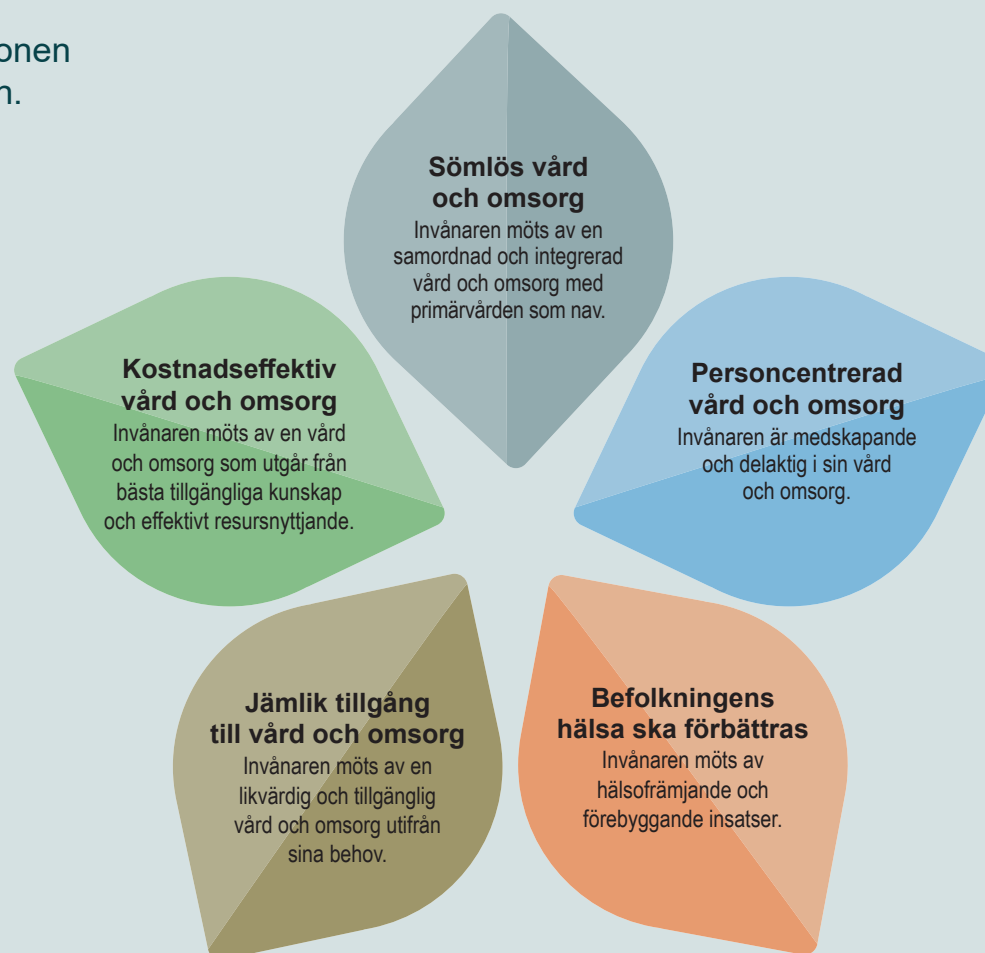 onen
n.
Sömlös vård
och omsorg
Invånaren möts av en
samordnad och integrerad
vård och omsorg med
primärvården som nav.
Kostnadseffektiv
vård och omsorg
Invånaren möts av en vård
och omsorg som utgår från
bästa tillgängliga kunskap
och effektivt resursnyttjande.
Personcentrerad
vård och omsorg
Invånaren är medskapande
och delaktig i sin vård
och omsorg.
Jämlik tillgång
till vård och omsorg
Invånaren möts av en
likvärdig och tillgänglig
vård och omsorg utifrån
sina behov.
Befolkningens
hälsa ska förbättras
Invånaren möts av
hälsofrämjande och
förebyggande insatser.